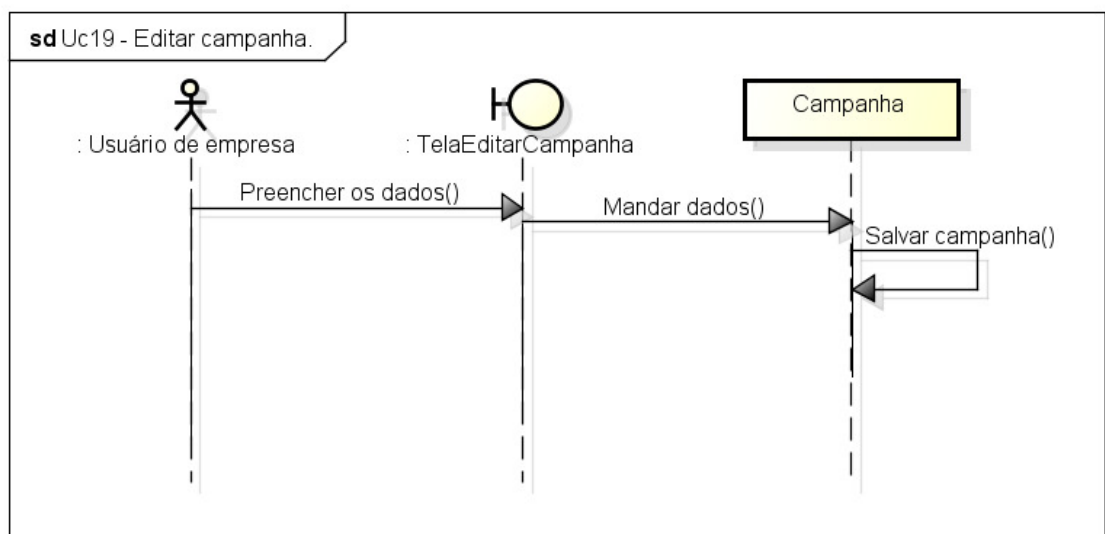 sd Uc19 - Editar campanha.
Campanha
: Usuário de empresa
: TelaEditarCampanha
Preencher os dados()
Mandar dados()
Salvar campanha()